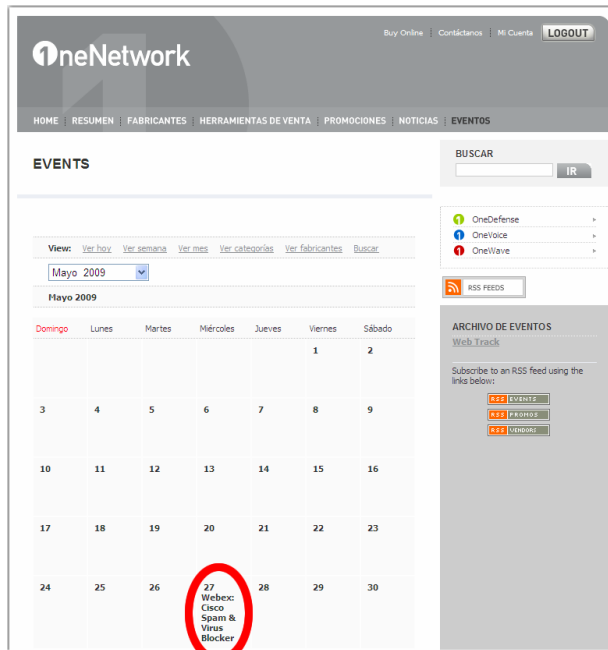 Buy Online | Contáctanos | Mi Cuenta LOGOUT
OneNetwork
HOME | RESUMEN | FABRICANTES | HERRAMIENTAS DE VENTA | PROMOCIONES | NOTICIAS | EVENTOS
EVENTS
BUSCAR
IR
1 OneDefense
1 OneVoice
1 OneWave
RSS FEEDS
View: Ver hoy Ver semana Ver mes Ver categorías Ver fabricantes Buscar
Mayo 2009
Mayo 2009
Domingo Lunes Martes Miércoles Jueves Viernes Sábado
1 2
3 4 5 6 7 8 9
10 11 12 13 14 15 16
17 18 19 20 21 22 23
24 25 26 27 28 29 30
Webex:
Cisco
Spam &
Virus
Blocker
ARCHIVO DE EVENTOS
Web Track
Subscribe to an RSS feed using the
links below:
RSS EVENTS
RSS PROMOS
RSS VENDORS